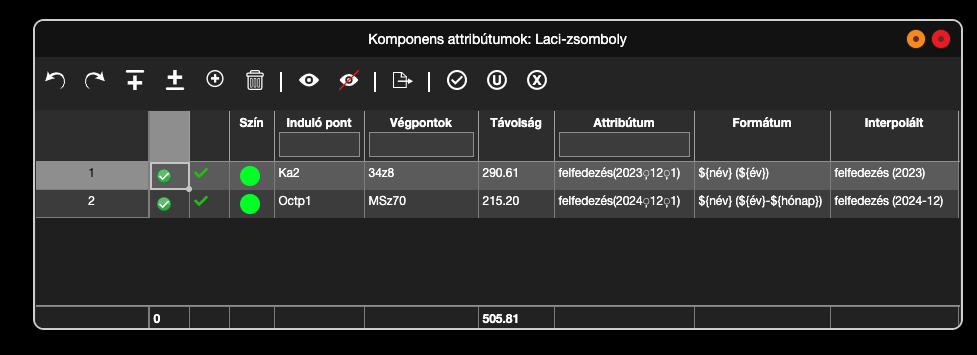 Komponens attribútumok: Laci-zsomboly
Szín Induló pont Végpontok Távolság Attribútum Formátum Interpolált
1 Ka2 34z8 290.61 felfedezés(2023♀12♀1) ${név} (${év}) felfedezés (2023)
2 Octp1 MSz70 215.20 felfedezés(2024♀12♀1) ${név} (${év}-${hónap}) felfedezés (2024-12)
0 505.81